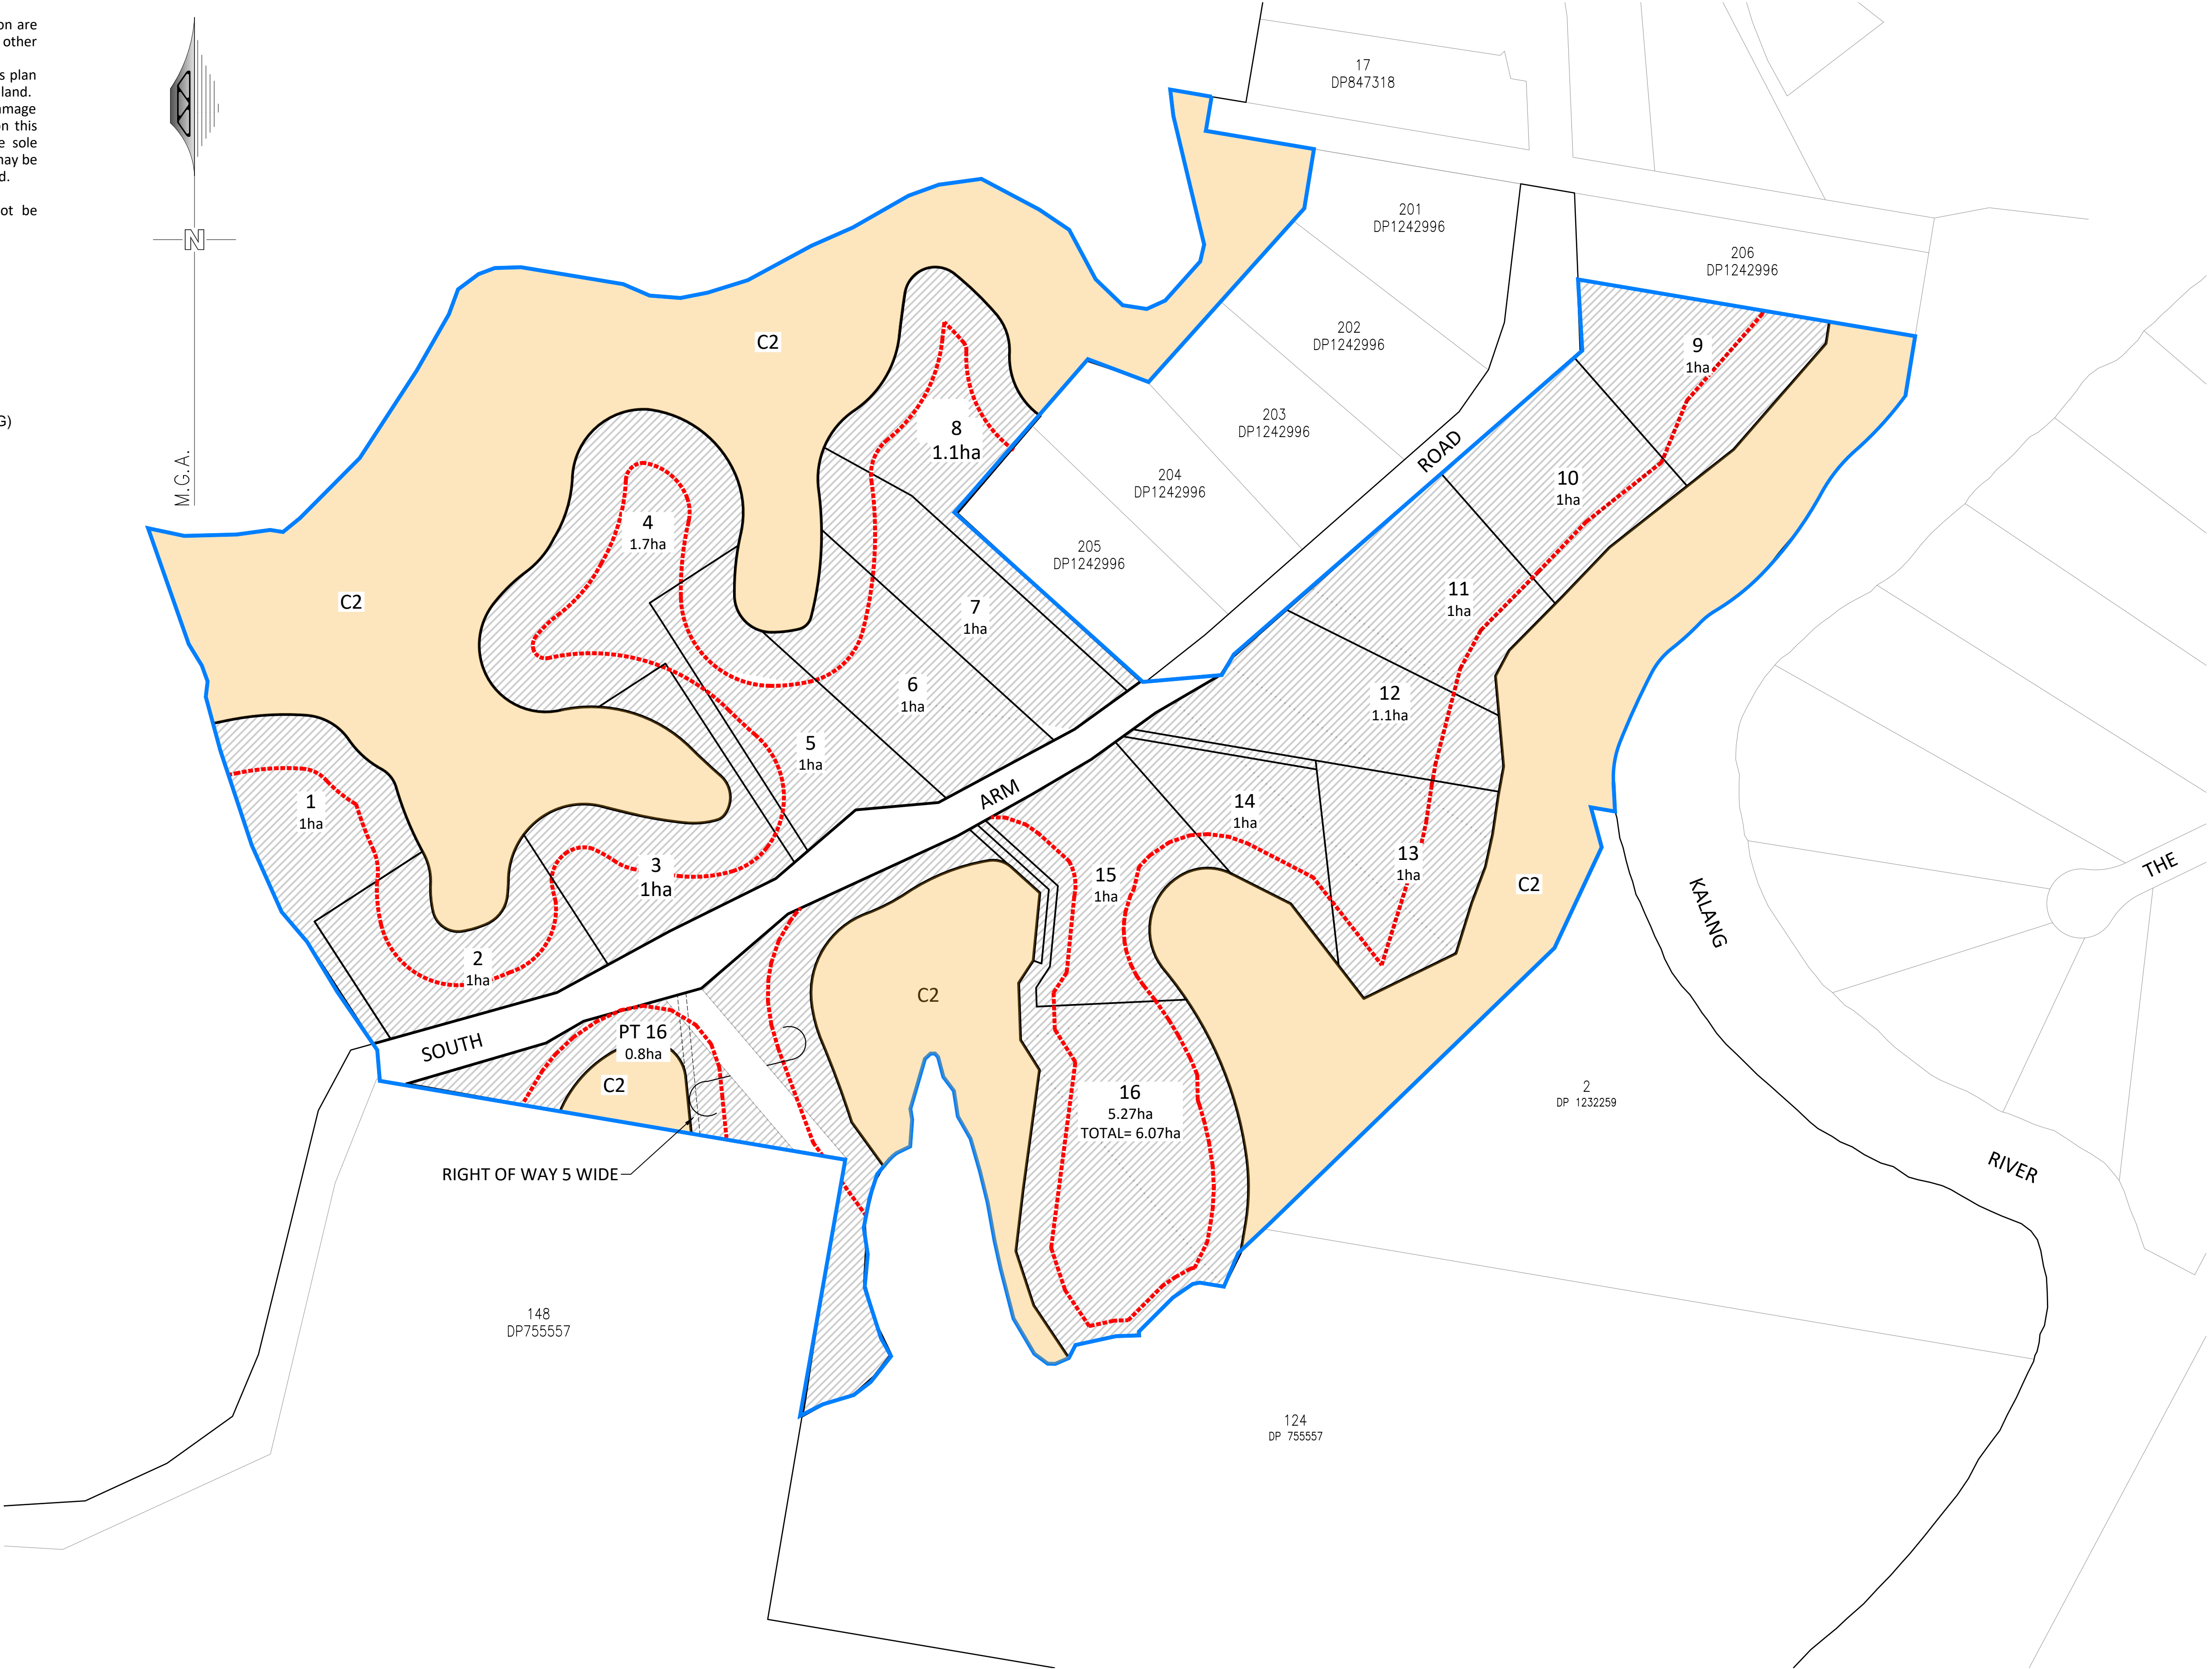 on are
other
s plan
land.
amage
on this
e sole
may be
d.
ot be
G)
N
M.G.A.
17
DP847318
201
DP1242996
206
DP1242996
202
DP1242996
203
DP1242996
204
DP1242996
205
DP1242996
C2
C2
9
1ha
8
1.1ha
10
1ha
4
1.7ha
11
1ha
7
1ha
6
1ha
12
1.1ha
5
1ha
ROAD
ARM
SOUTH
1
1ha
14
1ha
3
1ha
13
1ha
15
1ha
C2
2
1ha
C2
PT 16
0.8ha
C2
16
5.27ha
TOTAL= 6.07ha
RIGHT OF WAY 5 WIDE
THE
KALANG
RIVER
2
DP 1232259
148
DP755557
124
DP 755557